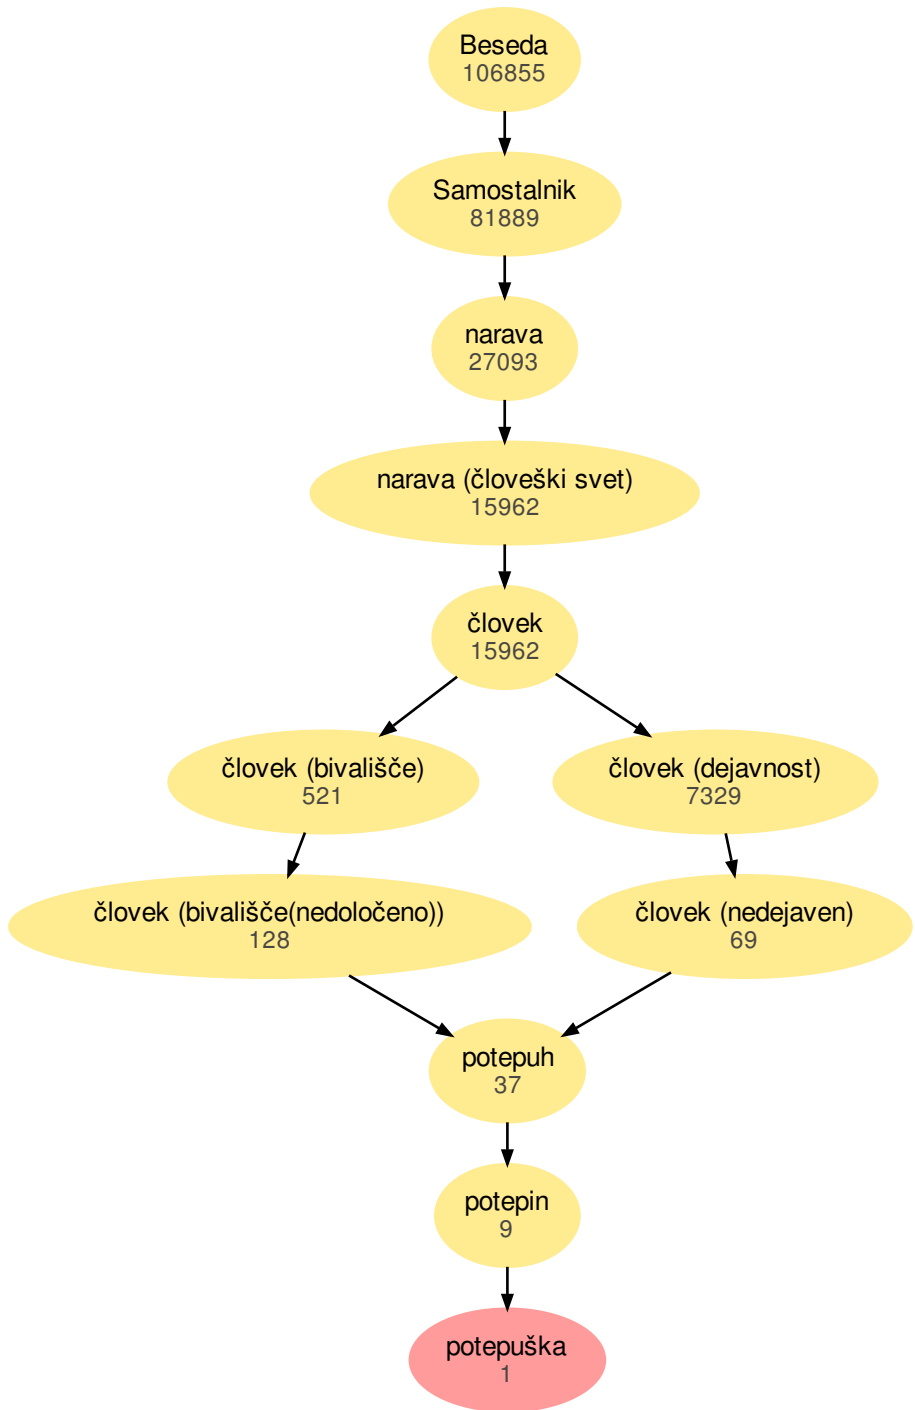 Beseda
106855
Samostalnik
81889
narava
27093
narava (človeški svet)
15962
človek
15962
človek (bivališče)
521
človek (dejavnost)
7329
človek (bivališče(nedoločeno))
128
človek (nedejaven)
69
potepuh
37
potepin
9
potepuška
1